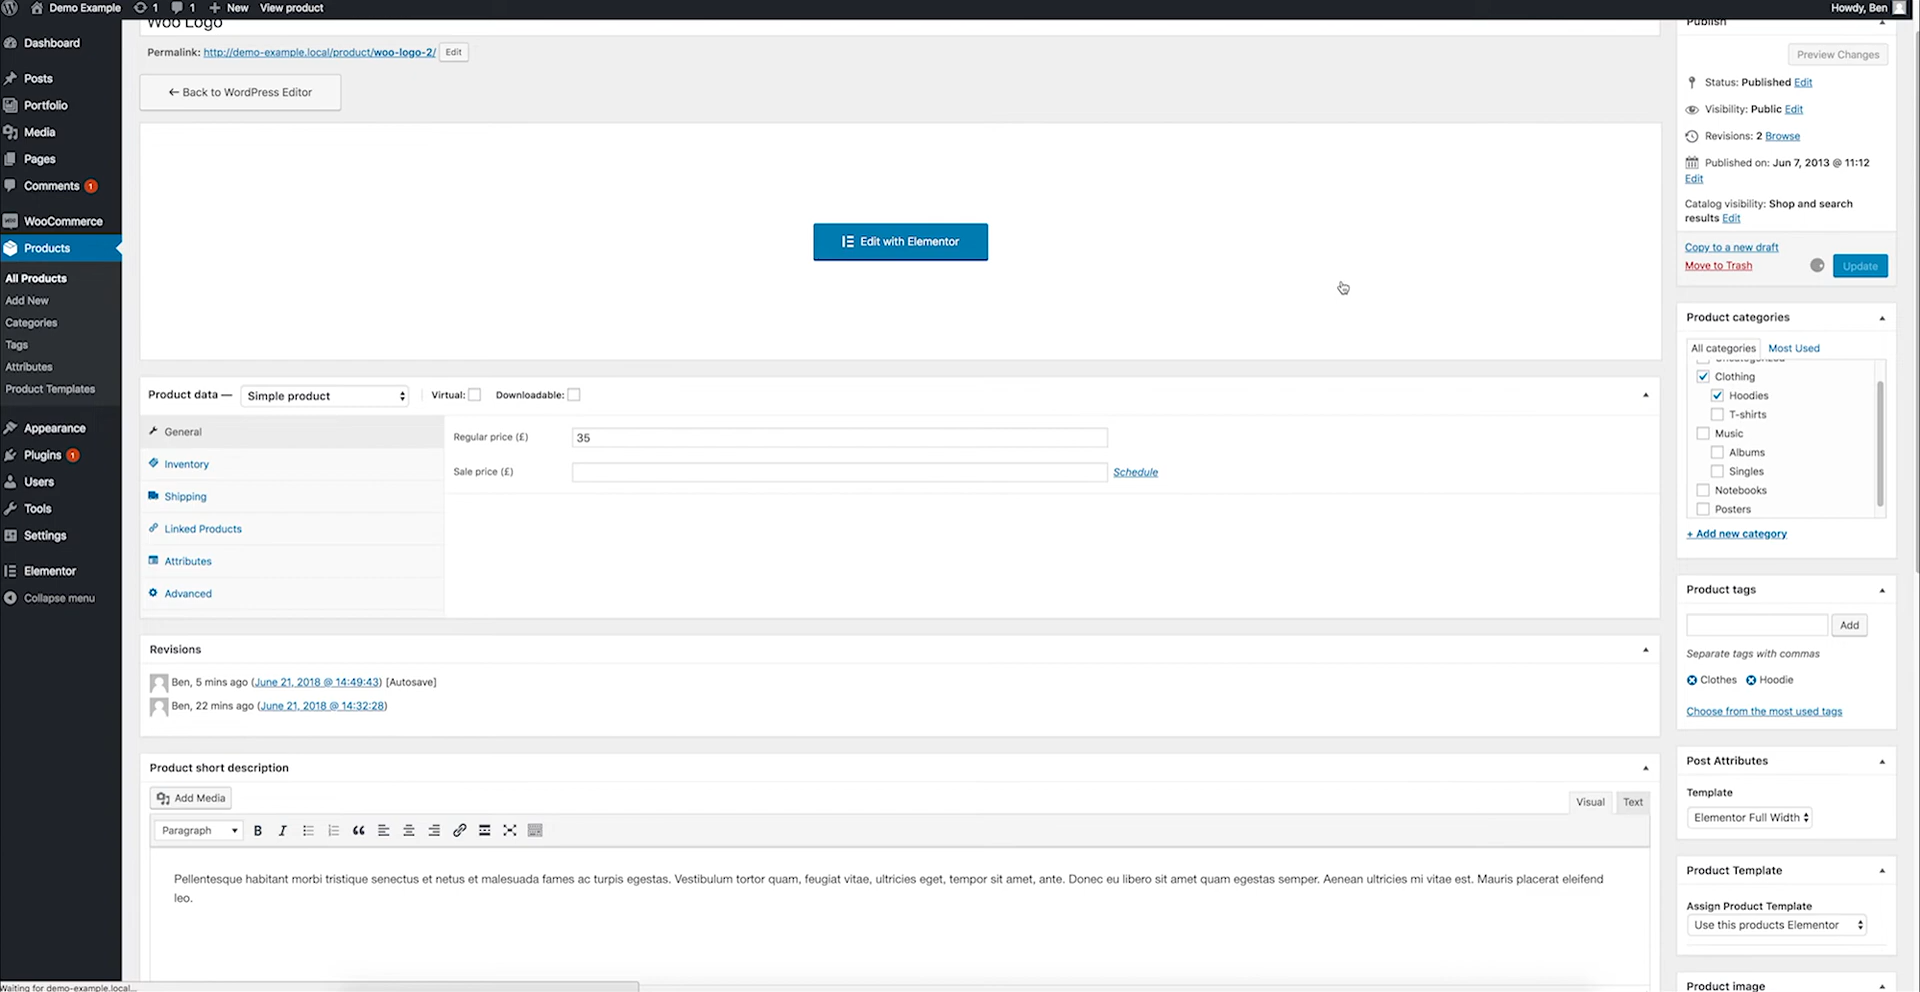 Demo Example
1
1
New
View product
Howdy, Ben
Dashboard
Posts
Portfolio
Media
Pages
Comments 1
WooCommerce
Products
All Products
Add New
Categories
Tags
Attributes
Product Templates
Appearance
Plugins 1
Users
Tools
Settings
Elementor
Collapse menu
Woo Logo
Permalink: http://demo-example.local/product/woo-logo-2/ Edit
← Back to WordPress Editor
Edit with Elementor
Product data — Simple product Virtual: Downloadable:
General
Inventory
Shipping
Linked Products
Attributes
Advanced
Regular price (£) 35
Sale price (£) Schedule
Revisions
Ben, 5 mins ago (June 21, 2018 @ 14:49:43) [Autosave]
Ben, 22 mins ago (June 21, 2018 @ 14:32:28)
Product short description
Add Media
Visual Text
Paragraph B I
Pellentesque habitant morbi tristique senectus et netus et malesuada fames ac turpis egestas. Vestibulum tortor quam, feugiat vitae, ultricies eget, tempor sit amet, ante. Donec eu libero sit amet quam egestas semper. Aenean ultricies mi vitae est. Mauris placerat eleifend
leo.
Publish
Preview Changes
Status: Published Edit
Visibility: Public Edit
Revisions: 2 Browse
Published on: Jun 7, 2013 @ 11:12
Edit
Catalog visibility: Shop and search
results Edit
Copy to a new draft
Move to Trash
Update
Product categories
All categories Most Used
Uncategorized
Clothing
Hoodies
T-shirts
Music
Albums
Singles
Notebooks
Posters
+ Add new category
Product tags
Add
Separate tags with commas
Clothes Hoodie
Choose from the most used tags
Post Attributes
Template
Elementor Full Width
Product Template
Assign Product Template
Use this products Elementor
Product image
Waiting for demo-example.local...